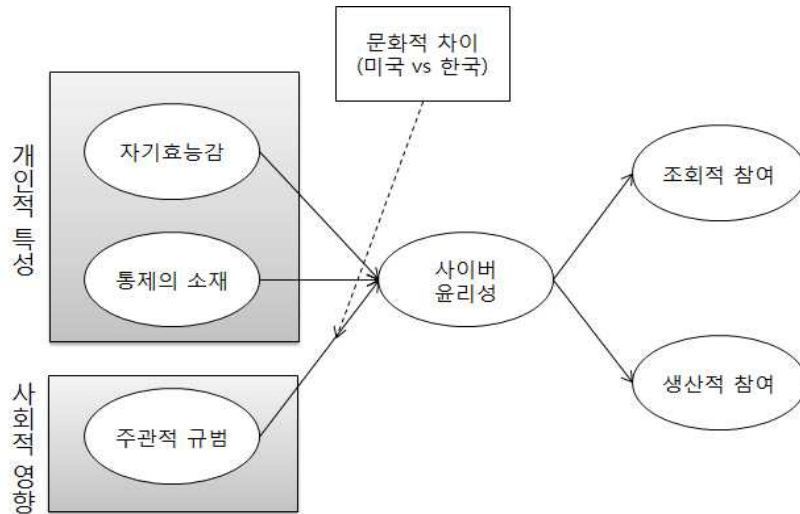 문화적 차이
(미국 vs 한국)
개인적 특성
자기효능감
통제의 소재
사이버
윤리성
조회적 참여
생산적 참여
사회적 영향
주관적 규범